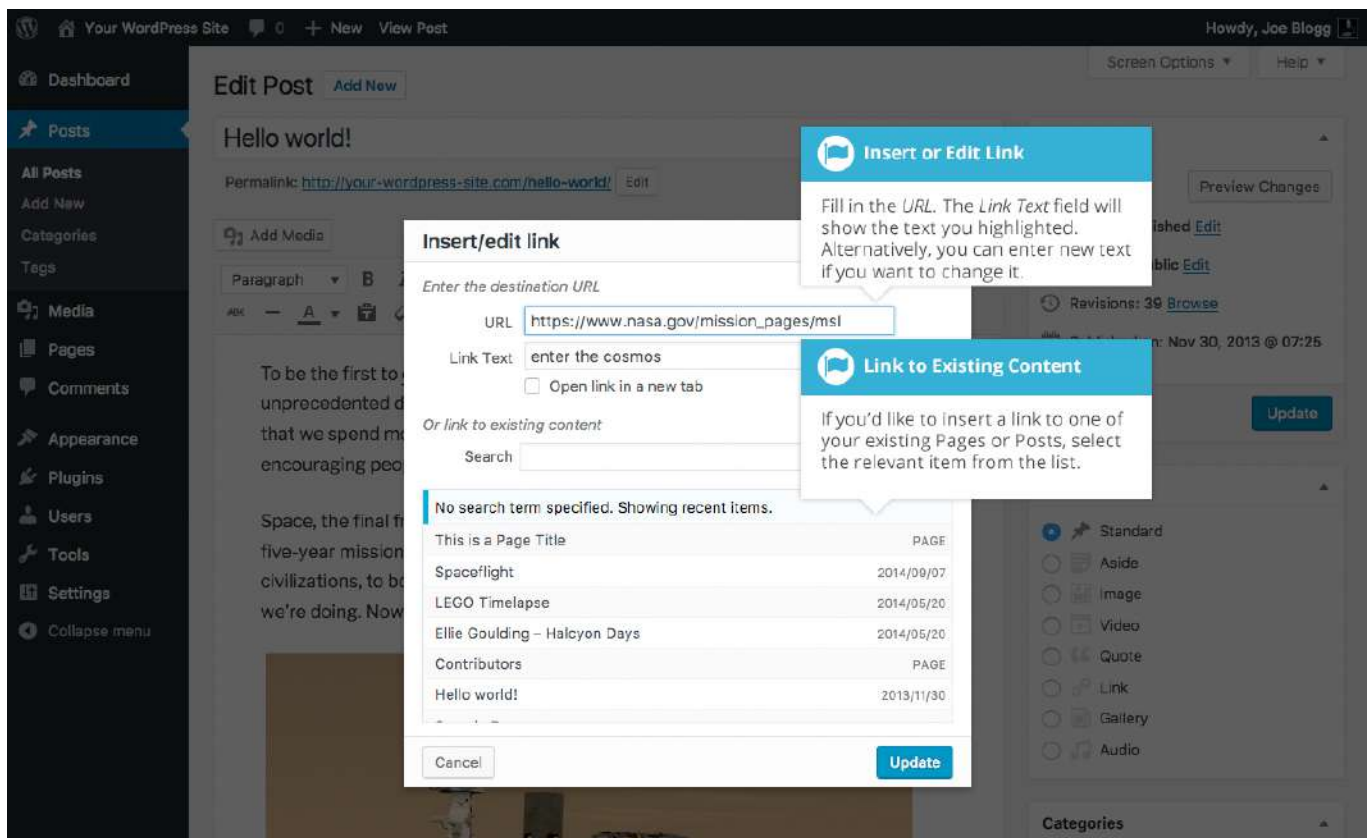 Your WordPress Site 0 + New View Post
Howdy, Joe Blogg
Screen Options
Help
Dashboard
Posts
All Posts
Add New
Categories
Tags
Media
Pages
Comments
Appearance
Plugins
Users
Tools
Settings
Collapse menu
Edit Post Add New
Hello world!
Permalink: http://your-wordpress-site.com/hello-world/ Edit
Add Media
Paragraph B
ABC A
To be the first to
unprecedented
that we spend
encouraging
Space, the final
five-year mission
civilizations, to
we're doing. Now
Insert/edit link
Enter the destination URL
URL https://www.nasa.gov/mission_pages/msl
Link Text enter the cosmos
Open link in a new tab
Or link to existing content
Search
No search term specified. Showing recent items.
This is a Page Title PAGE
Spaceflight 2014/09/07
LEGO Timelapse 2014/05/20
Ellie Goulding – Halcyon Days 2014/05/20
Contributors PAGE
Hello world! 2013/11/30
Cancel
Update
Insert or Edit Link
Fill in the URL. The Link Text field will
show the text you highlighted.
Alternatively, you can enter new text
if you want to change it.
Link to Existing Content
If you'd like to insert a link to one of
your existing Pages or Posts, select
the relevant item from the list.
Preview Changes
Edit
Edit
Revisions: 39 Browse
Nov 30, 2013 @ 07:25
Update
Standard
Aside
Image
Video
Quote
Link
Gallery
Audio
Categories